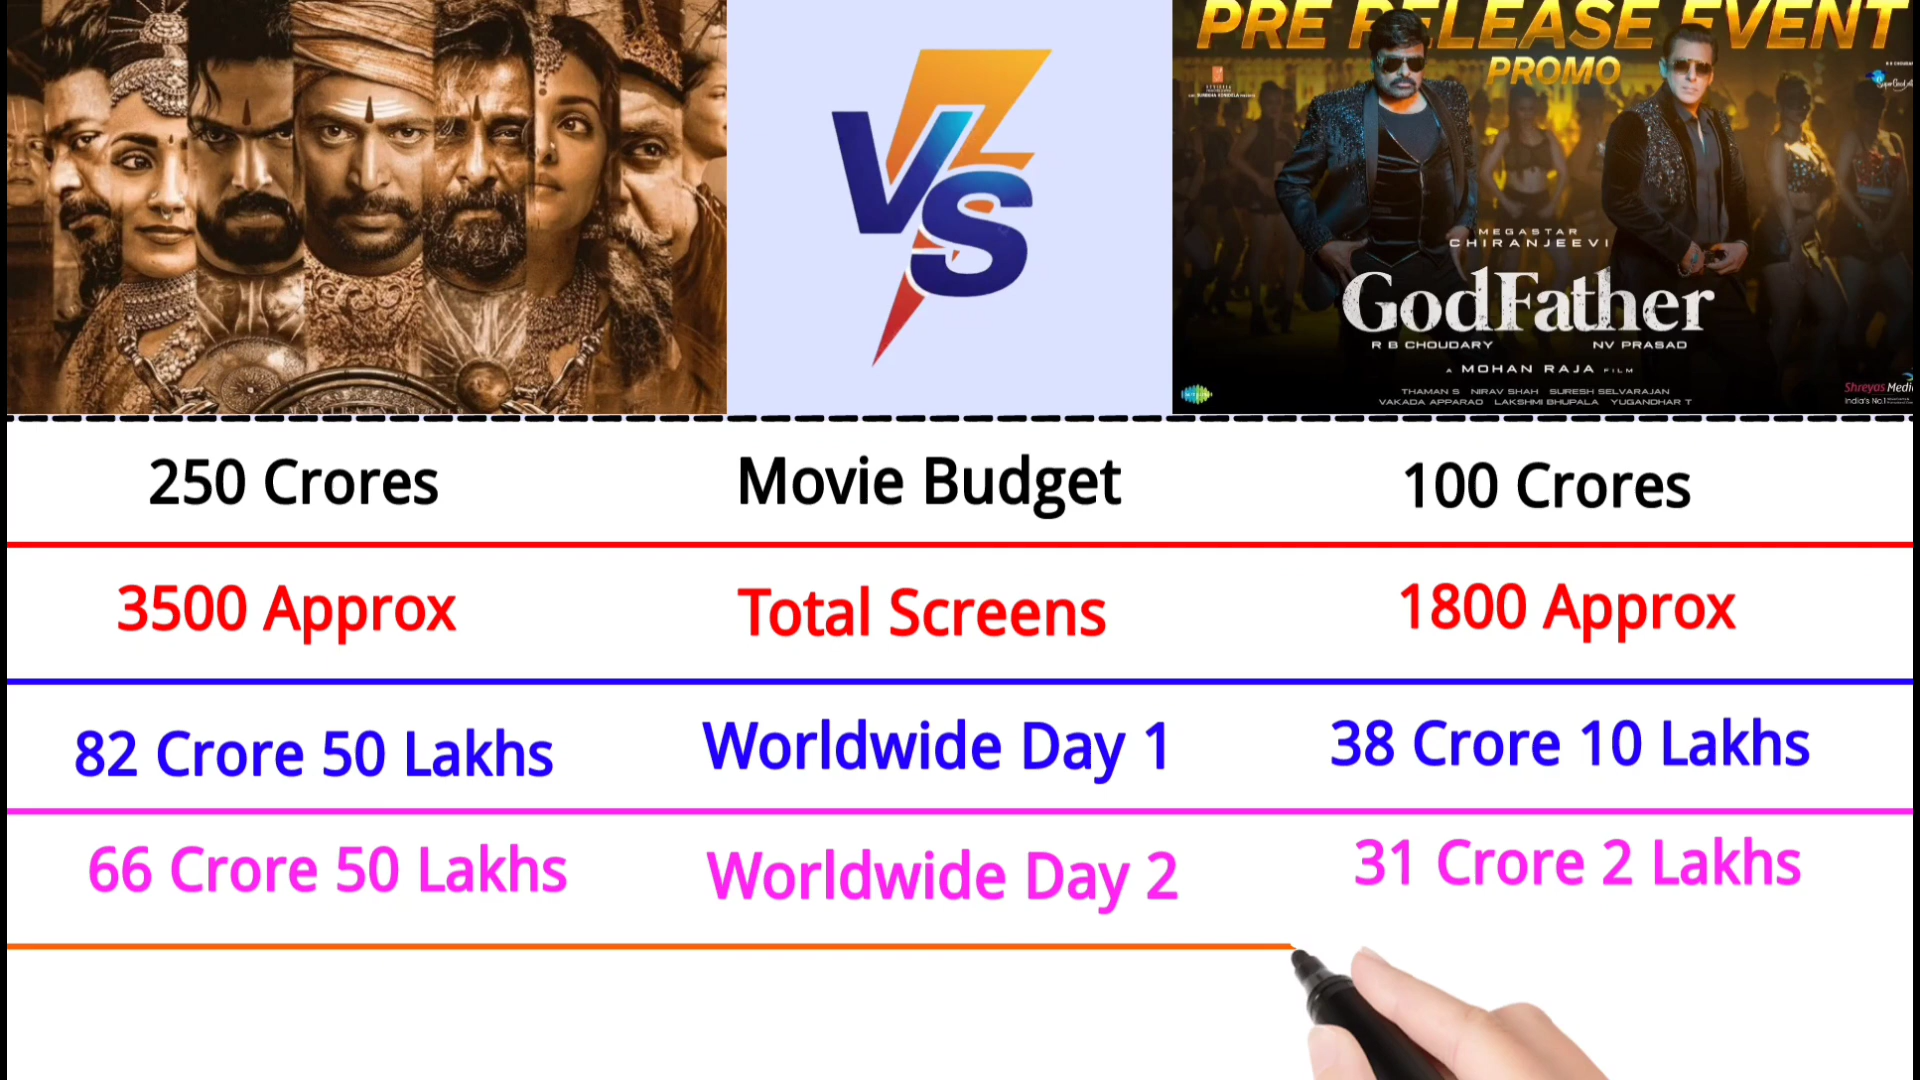 PRE RELEASE EVENT
PROMO
VS
MEGASTAR
CHIRANJEEVI
GODFATHER
R B CHOUDARY NV PRASAD
A MOHAN RAJA FILM
THAMAN S NIRAV SHAH SURESH SELVARAJAN
VAKADA APPARAO LAKSHMI BHUPALA YUGANDHAR T
Shreyas Media
India's No.1
250 Crores Movie Budget 100 Crores
3500 Approx Total Screens 1800 Approx
82 Crore 50 Lakhs Worldwide Day 1 38 Crore 10 Lakhs
66 Crore 50 Lakhs Worldwide Day 2 31 Crore 2 Lakhs